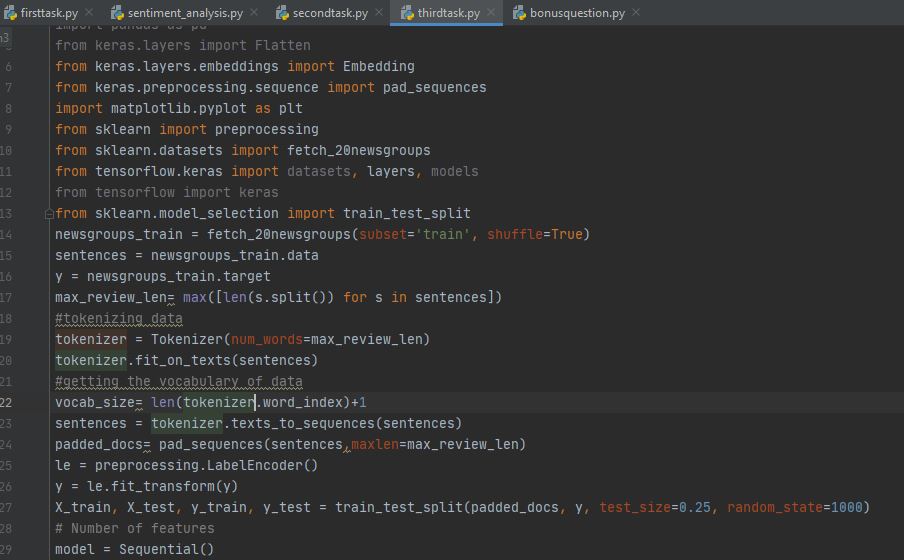 firsttask.py sentiment_analysis.py secondtask.py thirdtask.py bonusquestion.py
import pandas as pd
from keras.layers import Flatten
6 from keras.layers.embeddings import Embedding
7 from keras.preprocessing.sequence import pad_sequences
8 import matplotlib.pyplot as plt
9 from sklearn import preprocessing
10 from sklearn.datasets import fetch_20newsgroups
11 from tensorflow.keras import datasets, layers, models
12 from tensorflow import keras
13 from sklearn.model_selection import train_test_split
14 newsgroups_train = fetch_20newsgroups(subset='train', shuffle=True)
15 sentences = newsgroups_train.data
16 y = newsgroups_train.target
17 max_review_len= max([len(s.split()) for s in sentences])
18 #tokenizing data
19 tokenizer = Tokenizer(num_words=max_review_len)
20 tokenizer.fit_on_texts(sentences)
21 #getting the vocabulary of data
22 vocab_size= len(tokenizer.word_index)+1
23 sentences = tokenizer.texts_to_sequences(sentences)
24 padded_docs= pad_sequences(sentences,maxlen=max_review_len)
25 le = preprocessing.LabelEncoder()
26 y = le.fit_transform(y)
27 X_train, X_test, y_train, y_test = train_test_split(padded_docs, y, test_size=0.25, random_state=1000)
28 # Number of features
29 model = Sequential()